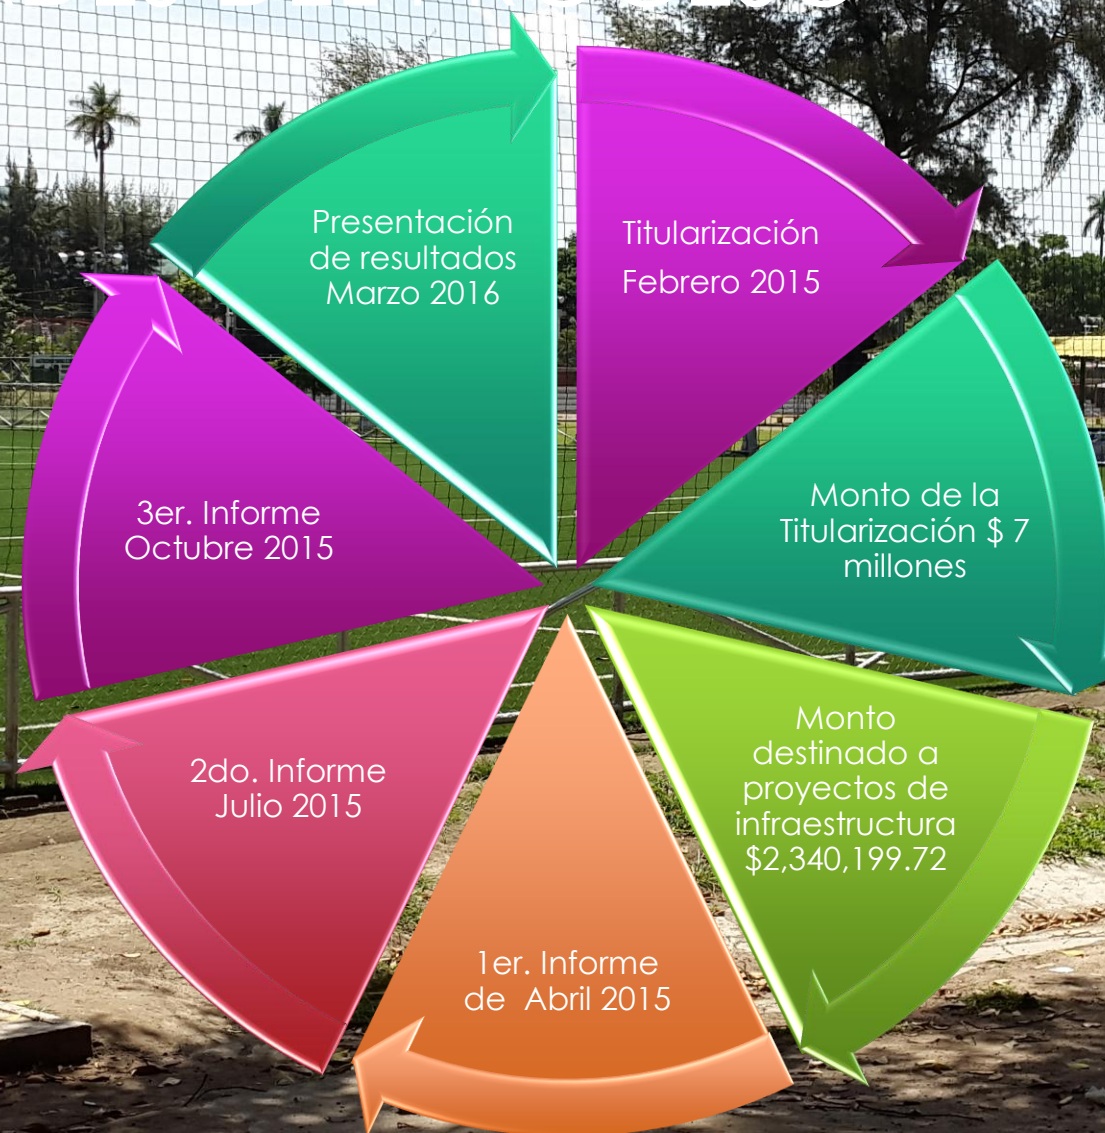 Titularización
Febrero 2015
Monto de la
Titularización $ 7
millones
Monto
destinado a
proyectos de
infraestructura
$2,340,199.72
1er. Informe
de Abril 2015
2do. Informe
Julio 2015
3er. Informe
Octubre 2015
Presentación
de resultados
Marzo 2016